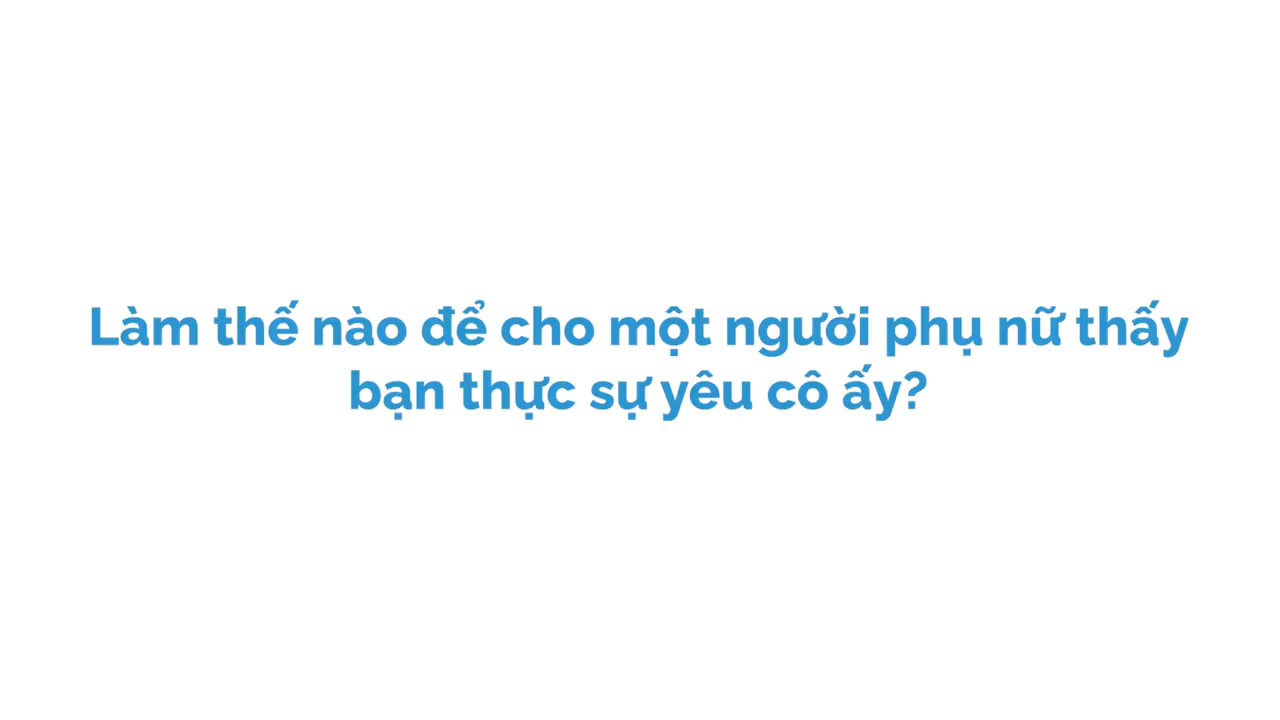 Làm thế nào để cho một người phụ nữ thấy
bạn thực sự yêu cô ấy?